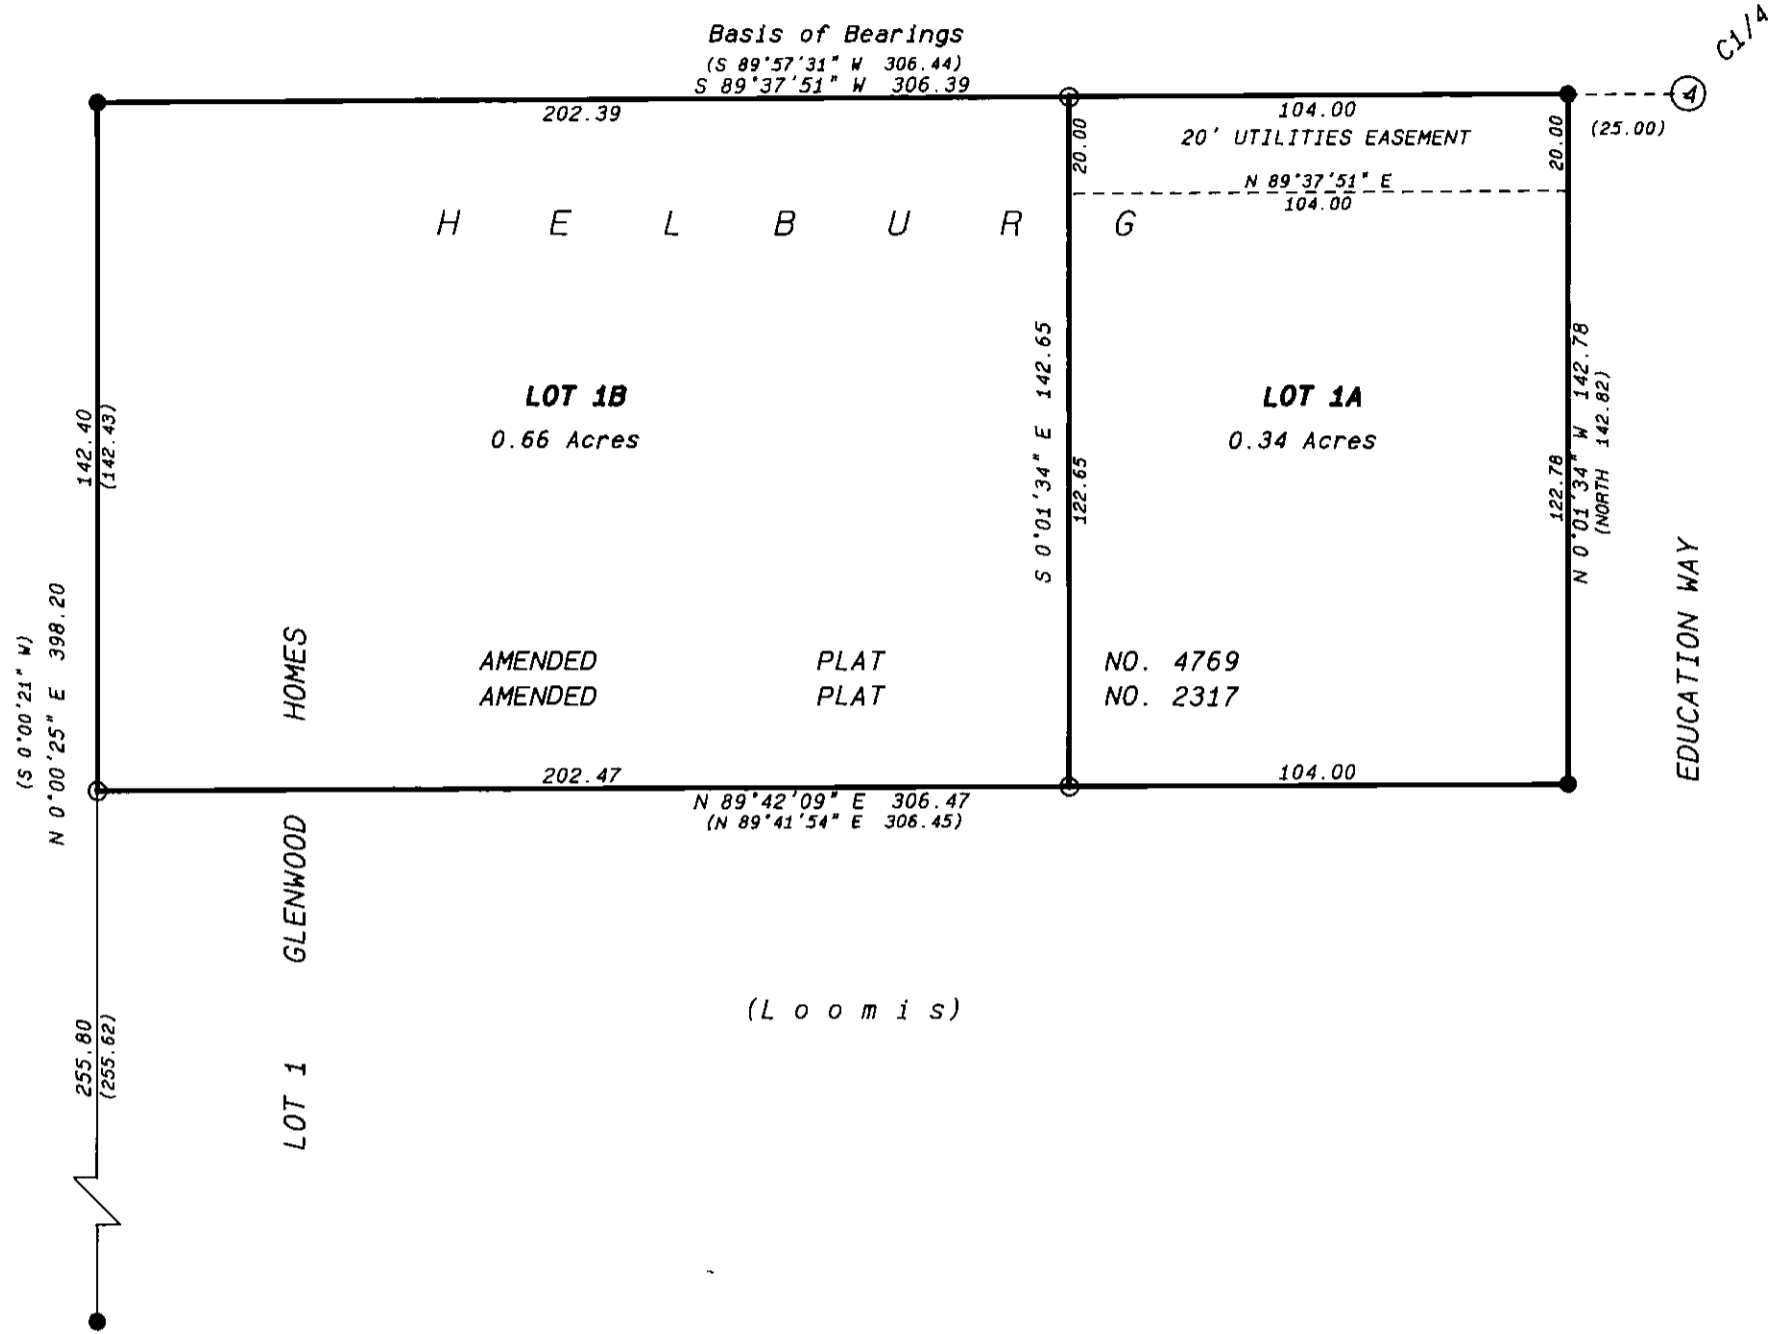 Basis of Bearings
(S 89°57'31" W 306.44)
S 89°37'51" W 306.39
C1/4
4
(25.00)
202.39
104.00
20' UTILITIES EASEMENT
20.00
20.00
N 89°37'51" E
104.00
H E L B U R G
LOT 1B
0.66 Acres
LOT 1A
0.34 Acres
142.40
(142.43)
S 0°01'34" E 142.65
122.65
122.78
N 0°01'34" W 142.78
(NORTH 142.82)
(S 0°00'21" W)
N 0°00'25" E 398.20
EDUCATION WAY
AMENDED PLAT NO. 4769
AMENDED PLAT NO. 2317
202.47
104.00
N 89°42'09" E 306.47
(N 89°41'54" E 306.45)
LOT 1 GLENWOOD HOMES
(Loomis)
255.80
(255.62)